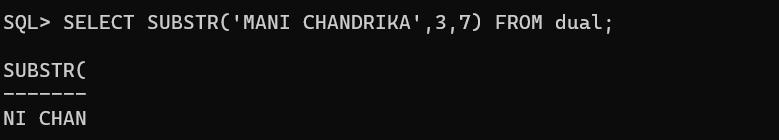 SQL> SELECT SUBSTR('MANI CHANDRIKA',3,7) FROM dual;
SUBSTR(
-------
NI CHAN